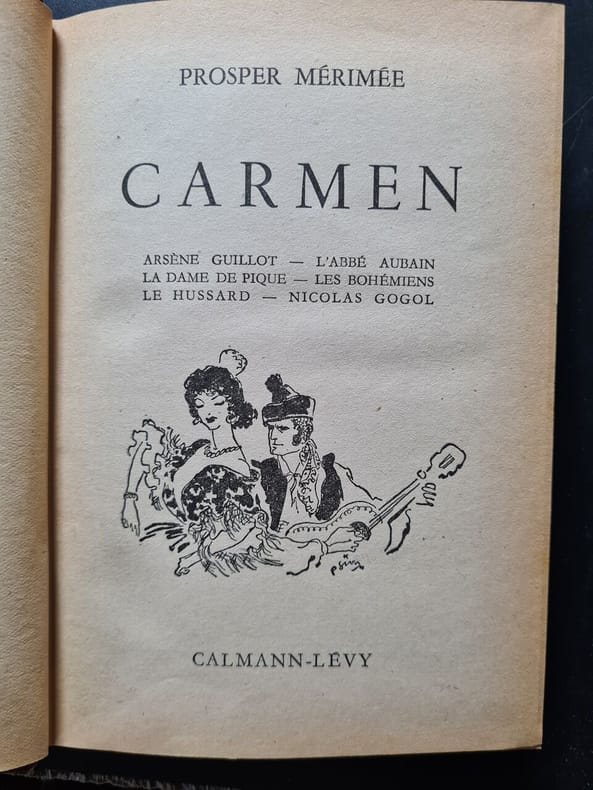 PROSPER MÉRIMÉE
CARMEN
ARSÈNE GUILLOT — L'ABBÉ AUBAIN
LA DAME DE PIQUE — LES BOHÉMIENS
LE HUSSARD — NICOLAS GOGOL
CALMANN-LÉVY